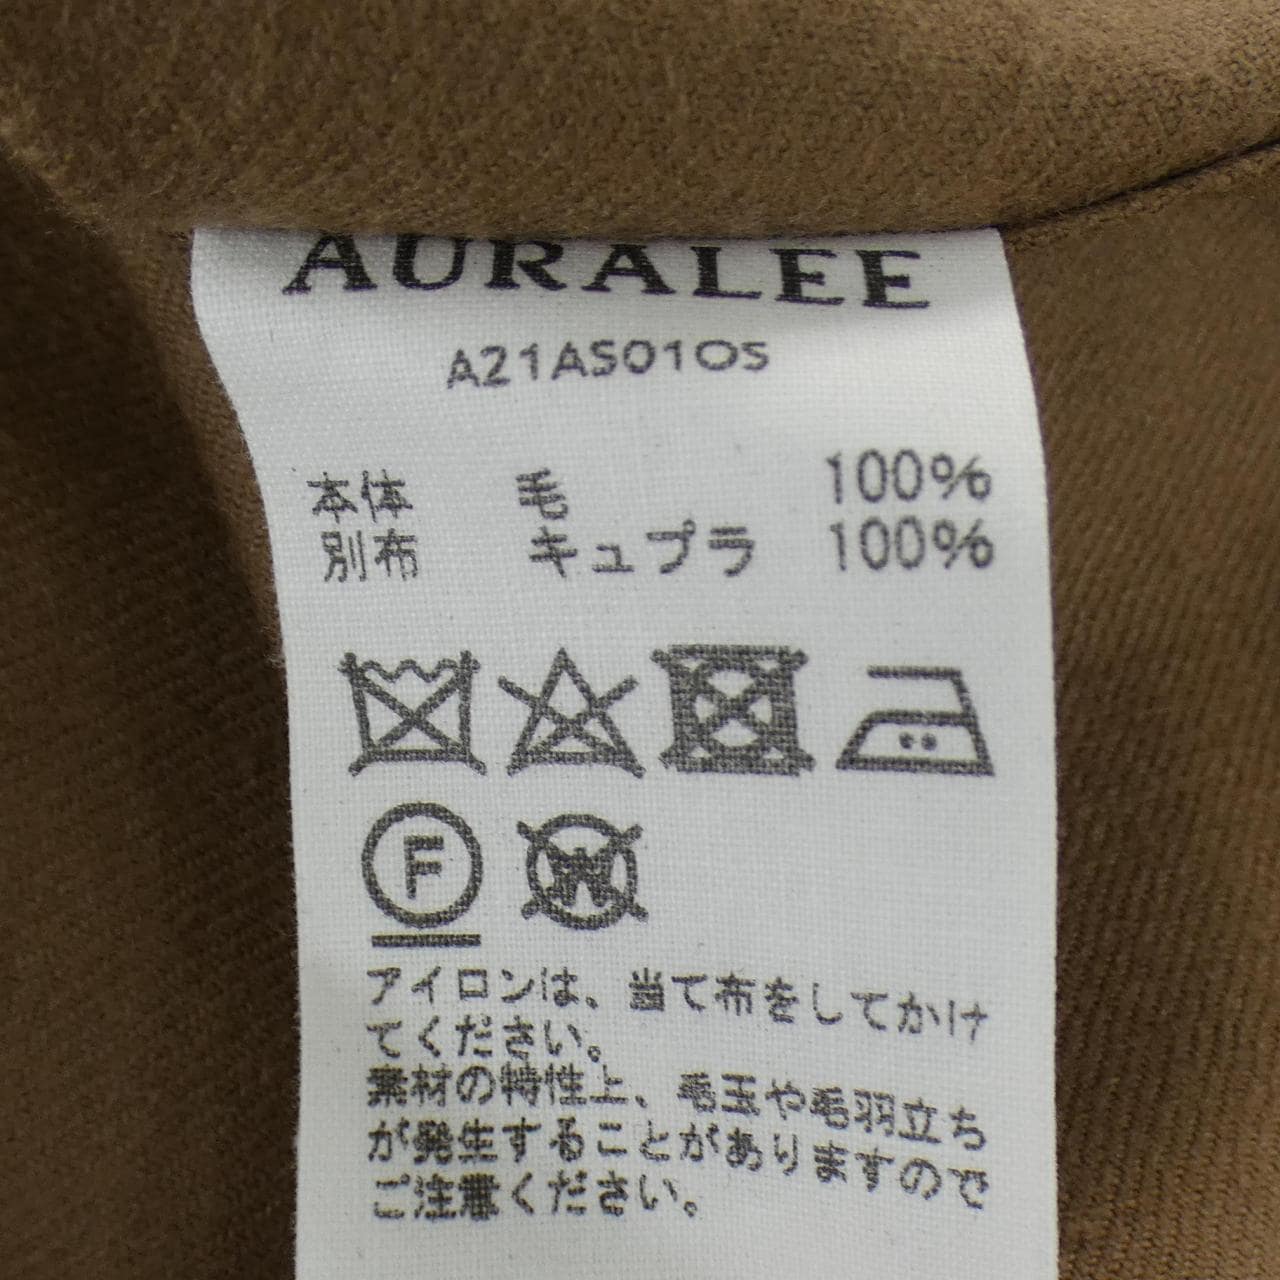 AURALEE
A21AS01OS
本体 毛 100%
別布 キュプラ 100%
F
W
アイロンは、当て布をしてかけ
てください。
素材の特性上、毛玉や毛羽立ち
が発生することがありますので
ご注意ください。